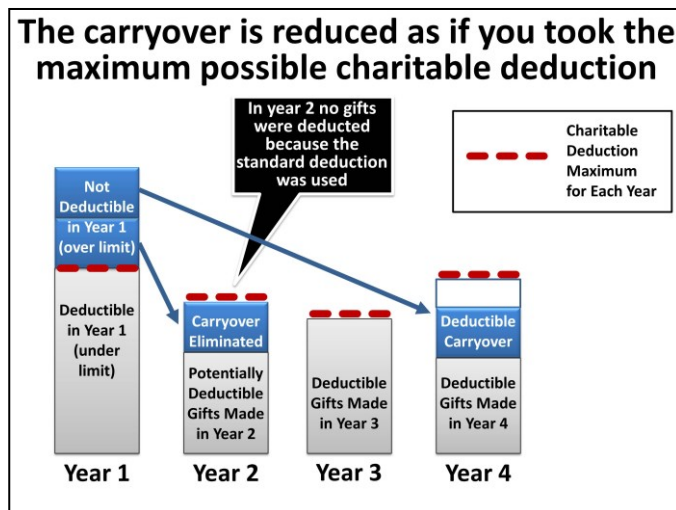 The carryover is reduced as if you took the
maximum possible charitable deduction
In year 2 no gifts
were deducted
because the
standard deduction
was used
Charitable
Deduction
Maximum
for Each Year
Not
Deductible
in Year 1
(over limit)
Deductible
in Year 1
(under
limit)
Carryover
Eliminated
Potentially
Deductible
Gifts Made
in Year 2
Deductible
Gifts Made
in Year 3
Deductible
Carryover
Deductible
Gifts Made
in Year 4
Year 1
Year 2
Year 3
Year 4